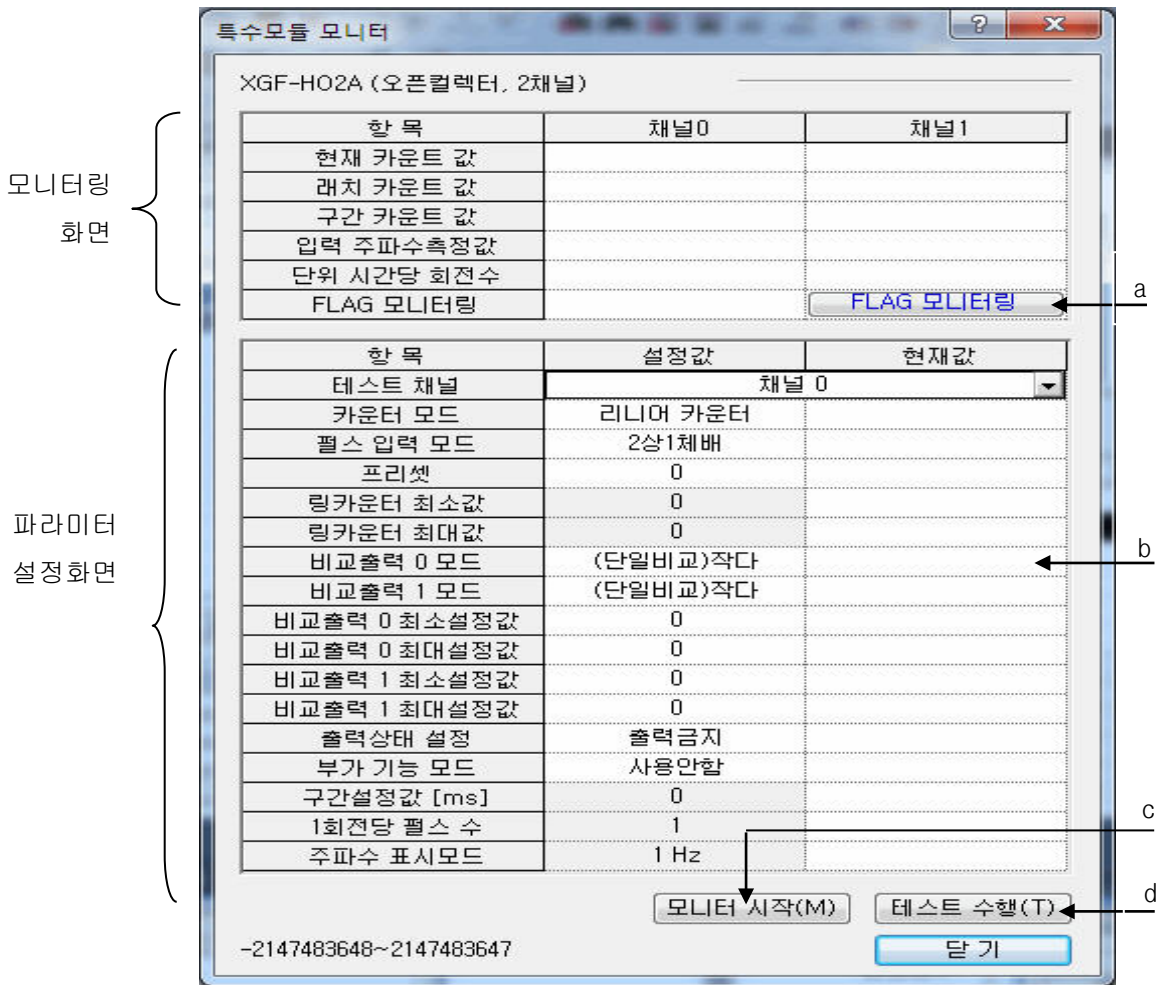 특수모듈 모니터
XGF-HO2A (오픈컬렉터, 2채널)
항 목 채널0 채널1
현재 카운트 값
래치 카운트 값
구간 카운트 값
입력 주파수측정값
단위 시간당 회전수
FLAG 모니터링 FLAG 모니터링
모니터링
화면
a
항 목 설정값 현재값
테스트 채널 채널 0
카운터 모드 리니어 카운터
펄스 입력 모드 2상1체배
프리셋 0
링카운터 최소값 0
링카운터 최대값 0
비교출력 0 모드 (단일비교)작다
비교출력 1 모드 (단일비교)작다
비교출력 0 최소설정값 0
비교출력 0 최대설정값 0
비교출력 1 최소설정값 0
비교출력 1 최대설정값 0
출력상태 설정 출력금지
부가 기능 모드 사용안함
구간설정값 [ms] 0
1회전당 펄스 수 1
주파수 표시모드 1 Hz
파라미터
설정화면
b
c
d
모니터 시작(M) 테스트 수행(T)
-2147483648~2147483647 닫 기